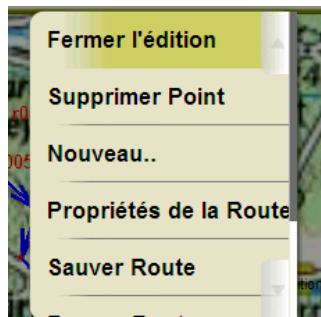 Fermer l'édition
Supprimer Point
Nouveau..
Propriétés de la Route
Sauver Route